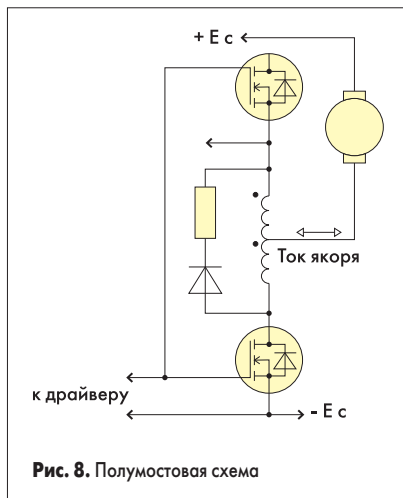 + E c
Ток якоря
к драйверу
- E c
Рис. 8. Полумостовая схема